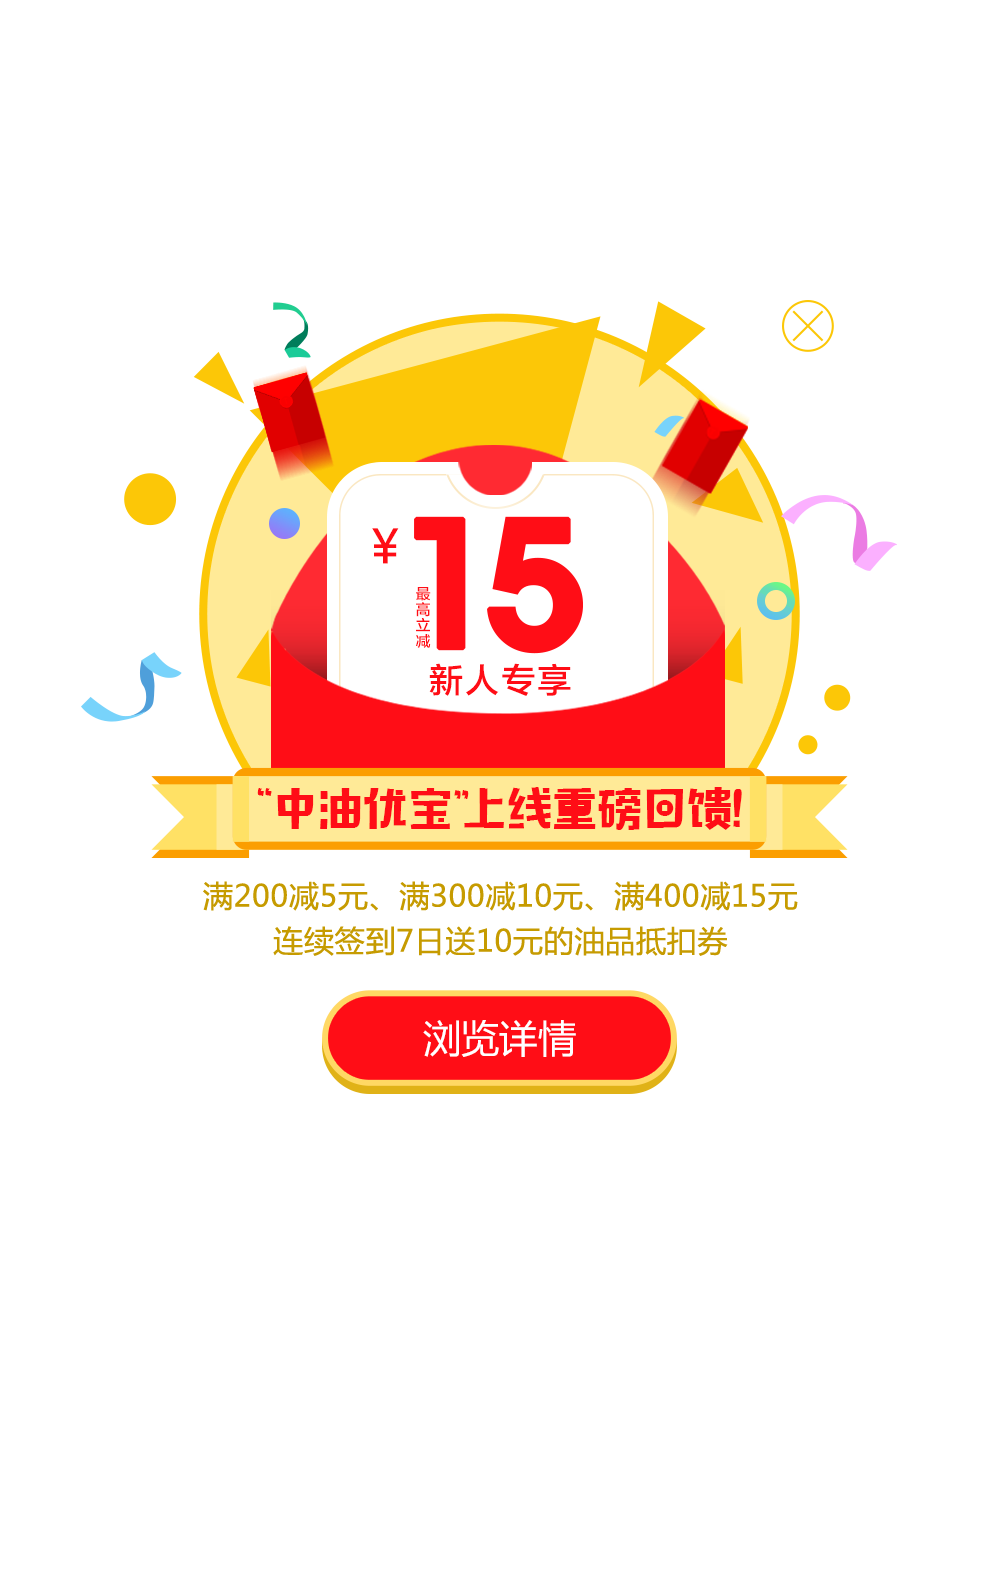 ¥15
最高立减
新人专享
“中油优宝”上线重磅回馈!
满200减5元、满300减10元、满400减15元
连续签到7日送10元的油品抵扣券
浏览详情